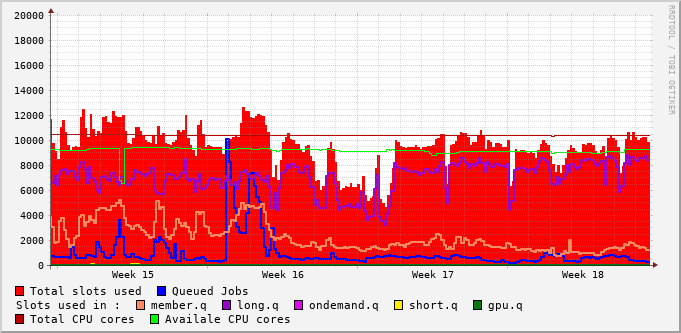 20000
18000
16000
14000
12000
10000
8000
6000
4000
2000
0
RRDTOOL / TOBI OETIKER
Week 15 Week 16 Week 17 Week 18
Total slots used Queued Jobs
Slots used in : member.q long.q ondemand.q short.q gpu.q
Total CPU cores Availale CPU cores